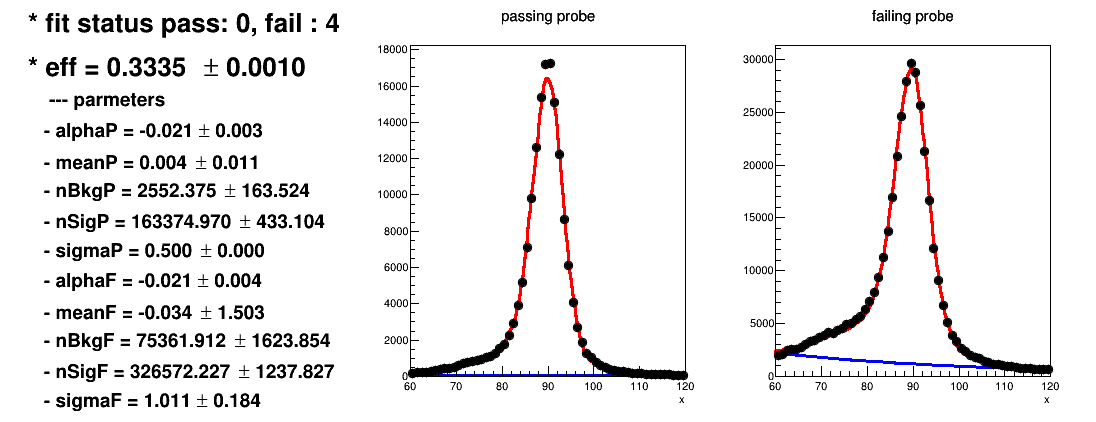 * fit status pass: 0, fail : 4
* eff = 0.3335 ± 0.0010
--- parmeters
- alphaP = -0.021 ± 0.003
- meanP = 0.004 ± 0.011
- nBkgP = 2552.375 ± 163.524
- nSigP = 163374.970 ± 433.104
- sigmaP = 0.500 ± 0.000
- alphaF = -0.021 ± 0.004
- meanF = -0.034 ± 1.503
- nBkgF = 75361.912 ± 1623.854
- nSigF = 326572.227 ± 1237.827
- sigmaF = 1.011 ± 0.184
passing probe
18000
16000
14000
12000
10000
8000
6000
4000
2000
0
60 70 80 90 100 110 120
x
failing probe
30000
25000
20000
15000
10000
5000
0
60 70 80 90 100 110 120
x